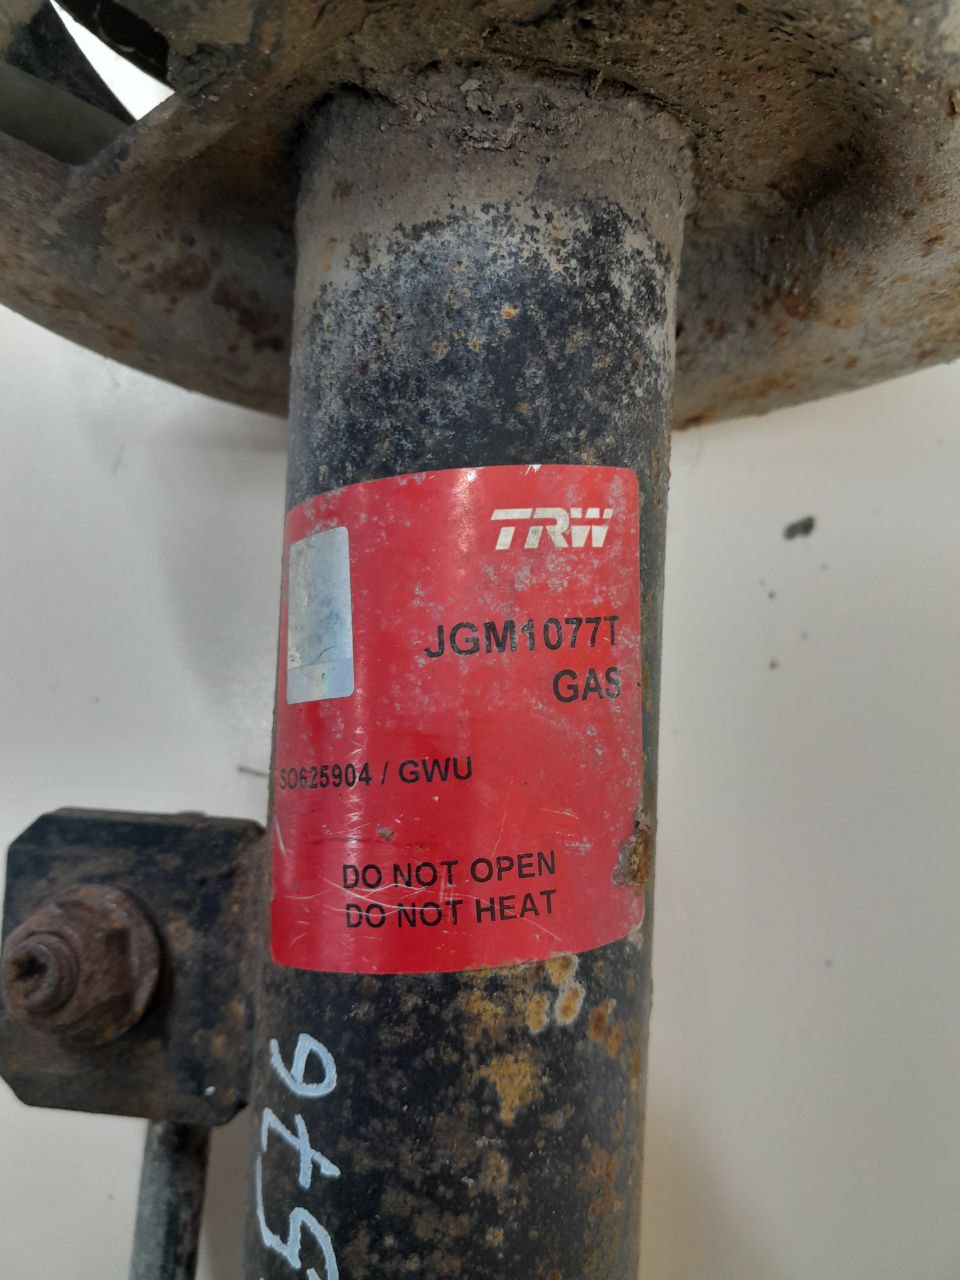 TRW
JGM1077T
GAS
SO625904 / GWU
DO NOT OPEN
DO NOT HEAT